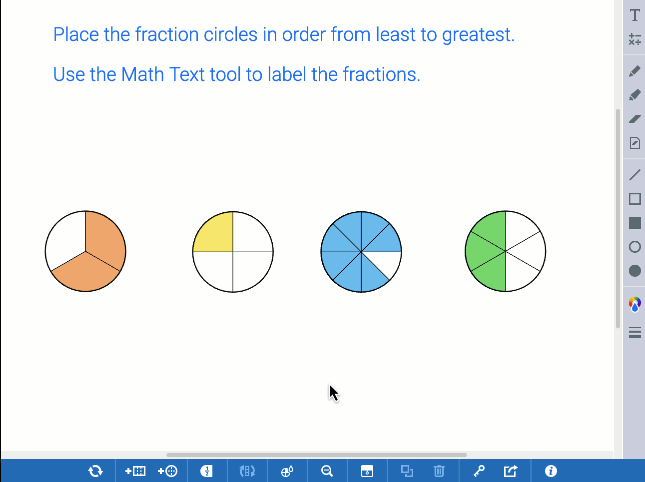 Place the fraction circles in order from least to greatest.
Use the Math Text tool to label the fractions.
T